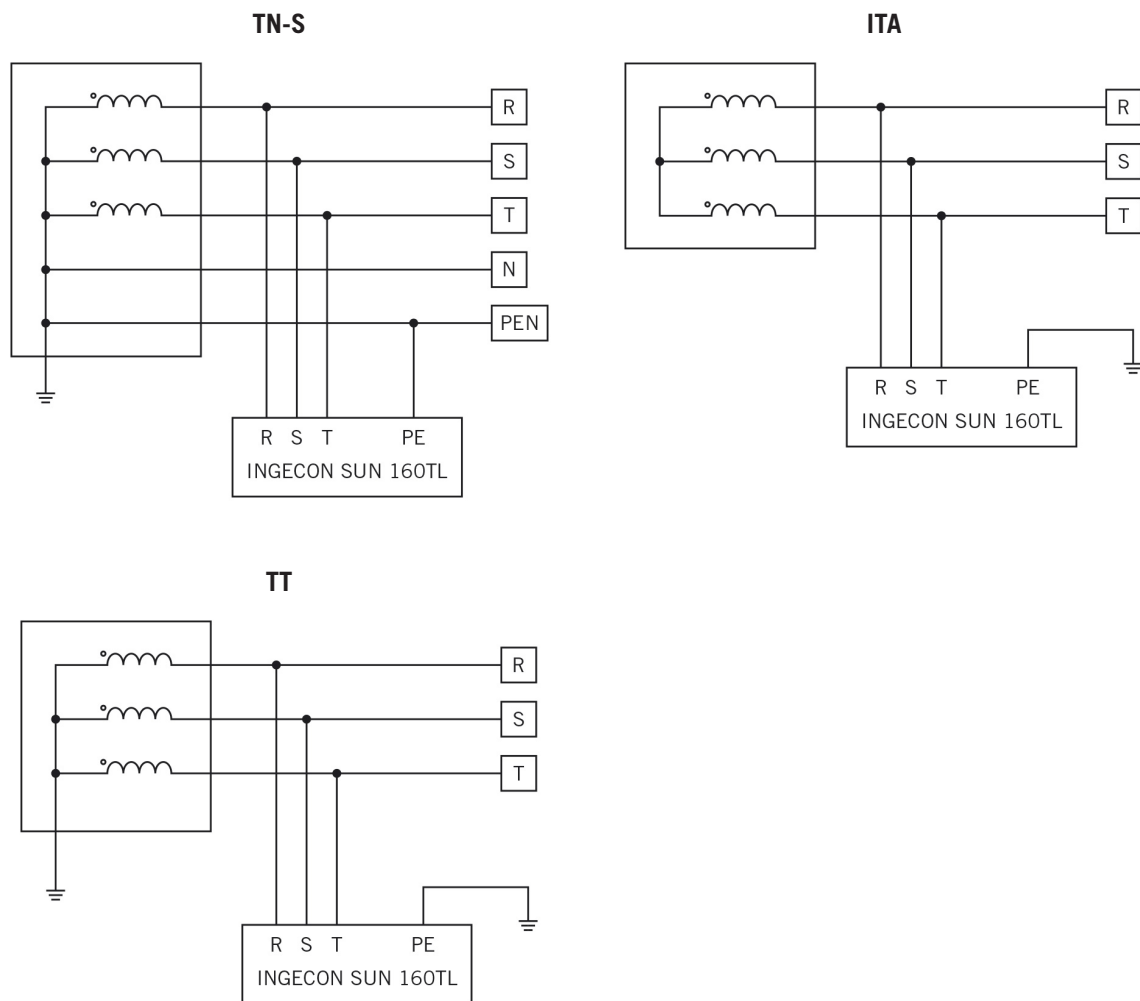 TN-S
R
S
T
N
PEN
R S T PE
INGECON SUN 160TL
ITA
R
S
T
R S T PE
INGECON SUN 160TL
TT
R
S
T
R S T PE
INGECON SUN 160TL